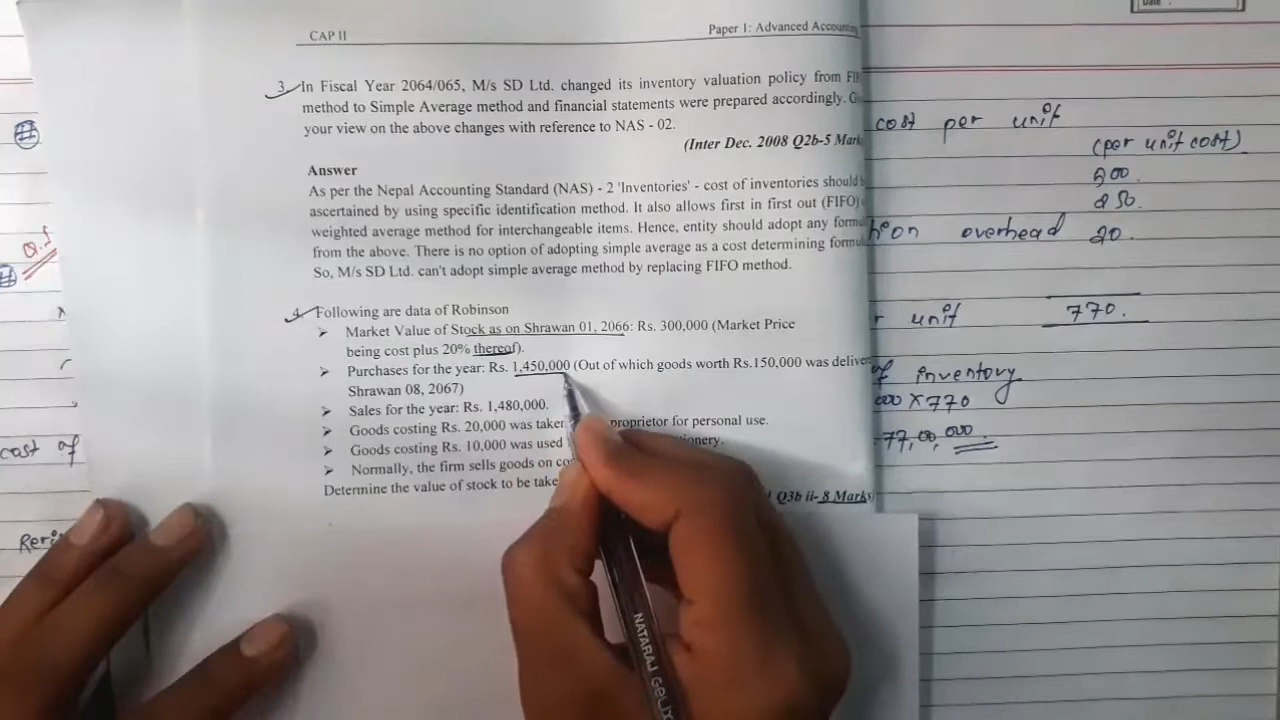 Date :
CAP II
Paper 1: Advanced Accounting
3 In Fiscal Year 2064/065, M/s SD Ltd. changed its inventory valuation policy from FI
method to Simple Average method and financial statements were prepared accordingly. G
your view on the above changes with reference to NAS - 02.
(Inter Dec. 2008 Q2b-5 Mark
Answer
As per the Nepal Accounting Standard (NAS) - 2 'Inventories' - cost of inventories should b
ascertained by using specific identification method. It also allows first in first out (FIFO)
weighted average method for interchangeable items. Hence, entity should adopt any formu
from the above. There is no option of adopting simple average as a cost determining formul
So, M/s SD Ltd. can't adopt simple average method by replacing FIFO method.
4 Following are data of Robinson
➢ Market Value of Stock as on Shrawan 01, 2066: Rs. 300,000 (Market Price
being cost plus 20% thereof).
➢ Purchases for the year: Rs. 1,450,000 (Out of which goods worth Rs.150,000 was delive
Shrawan 08, 2067)
➢ Sales for the year: Rs. 1,480,000.
➢ Goods costing Rs. 20,000 was taken proprietor for personal use.
➢ Goods costing Rs. 10,000 was used ionery.
➢ Normally, the firm sells goods on co
Determine the value of stock to be take
Q3b ii- 8 Marks)
cost per unit
(per unit cost)
500.
250.
overhead 20.
unit 770.
of inventory
000 X 770
77,00,000.
Q.5
cost of